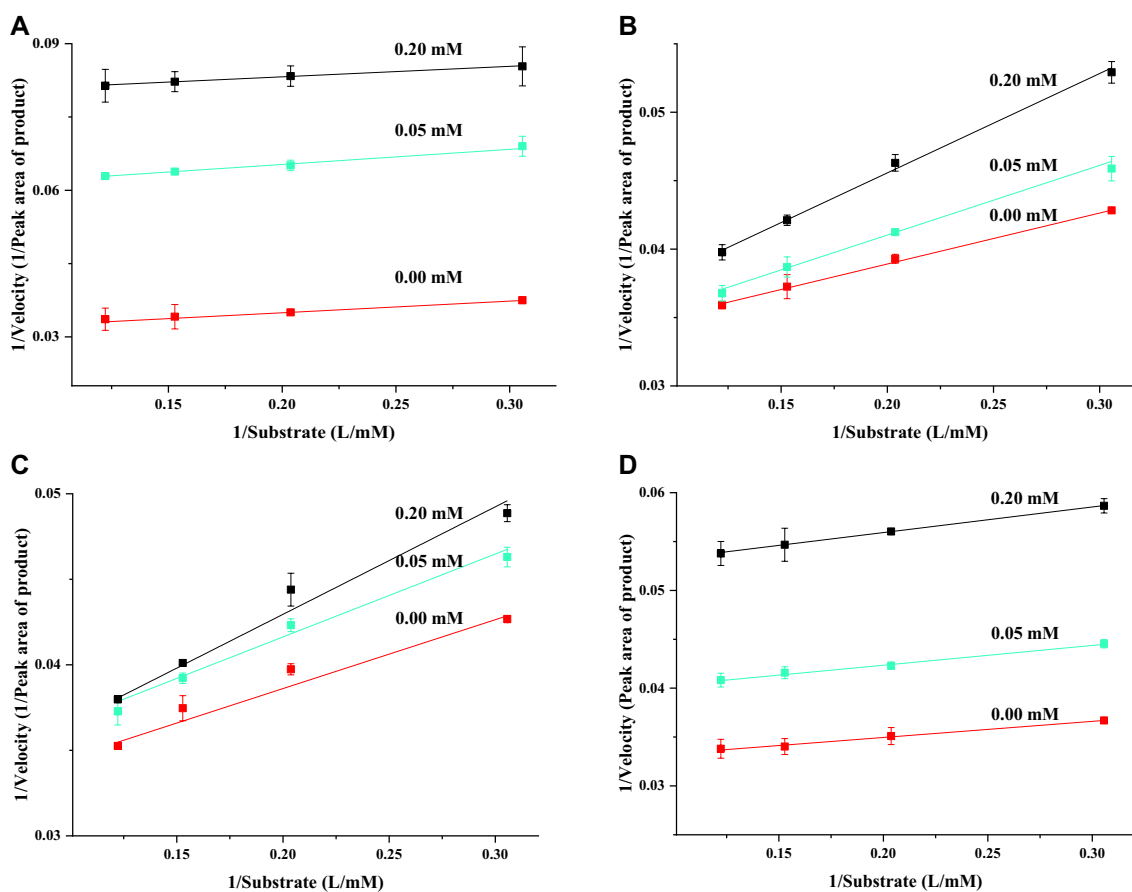 A
1/Velocity (1/Peak area of product)
0.09
0.06
0.03
0.20 mM
0.05 mM
0.00 mM
0.15
0.20
0.25
0.30
1/Substrate (L/mM)
B
1/Velocity (1/Peak area of product)
0.05
0.04
0.03
0.20 mM
0.05 mM
0.00 mM
0.15
0.20
0.25
0.30
1/Substrate (L/mM)
C
1/Velocity (1/Peak area of product)
0.05
0.04
0.03
0.20 mM
0.05 mM
0.00 mM
0.15
0.20
0.25
0.30
1/Substrate (L/mM)
D
1/Velocity (Peak area of product)
0.06
0.05
0.04
0.03
0.20 mM
0.05 mM
0.00 mM
0.15
0.20
0.25
0.30
1/Substrate (L/mM)